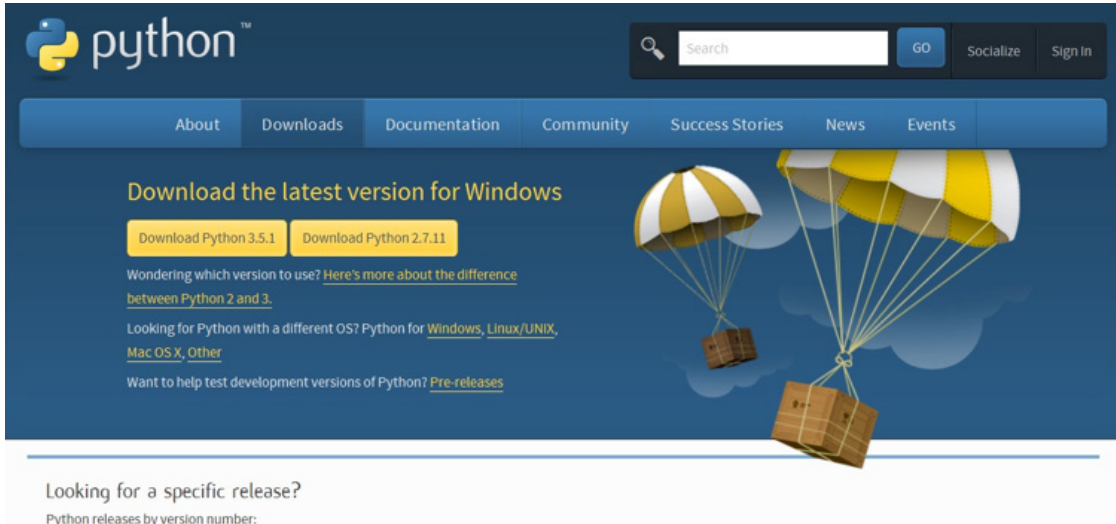 python™
Search
GO
Socialize
Sign In
About
Downloads
Documentation
Community
Success Stories
News
Events
Download the latest version for Windows
Download Python 3.5.1
Download Python 2.7.11
Wondering which version to use? Here's more about the difference
between Python 2 and 3.
Looking for Python with a different OS? Python for Windows, Linux/UNIX,
Mac OS X, Other
Want to help test development versions of Python? Pre-releases
Looking for a specific release?
Python releases by version number: